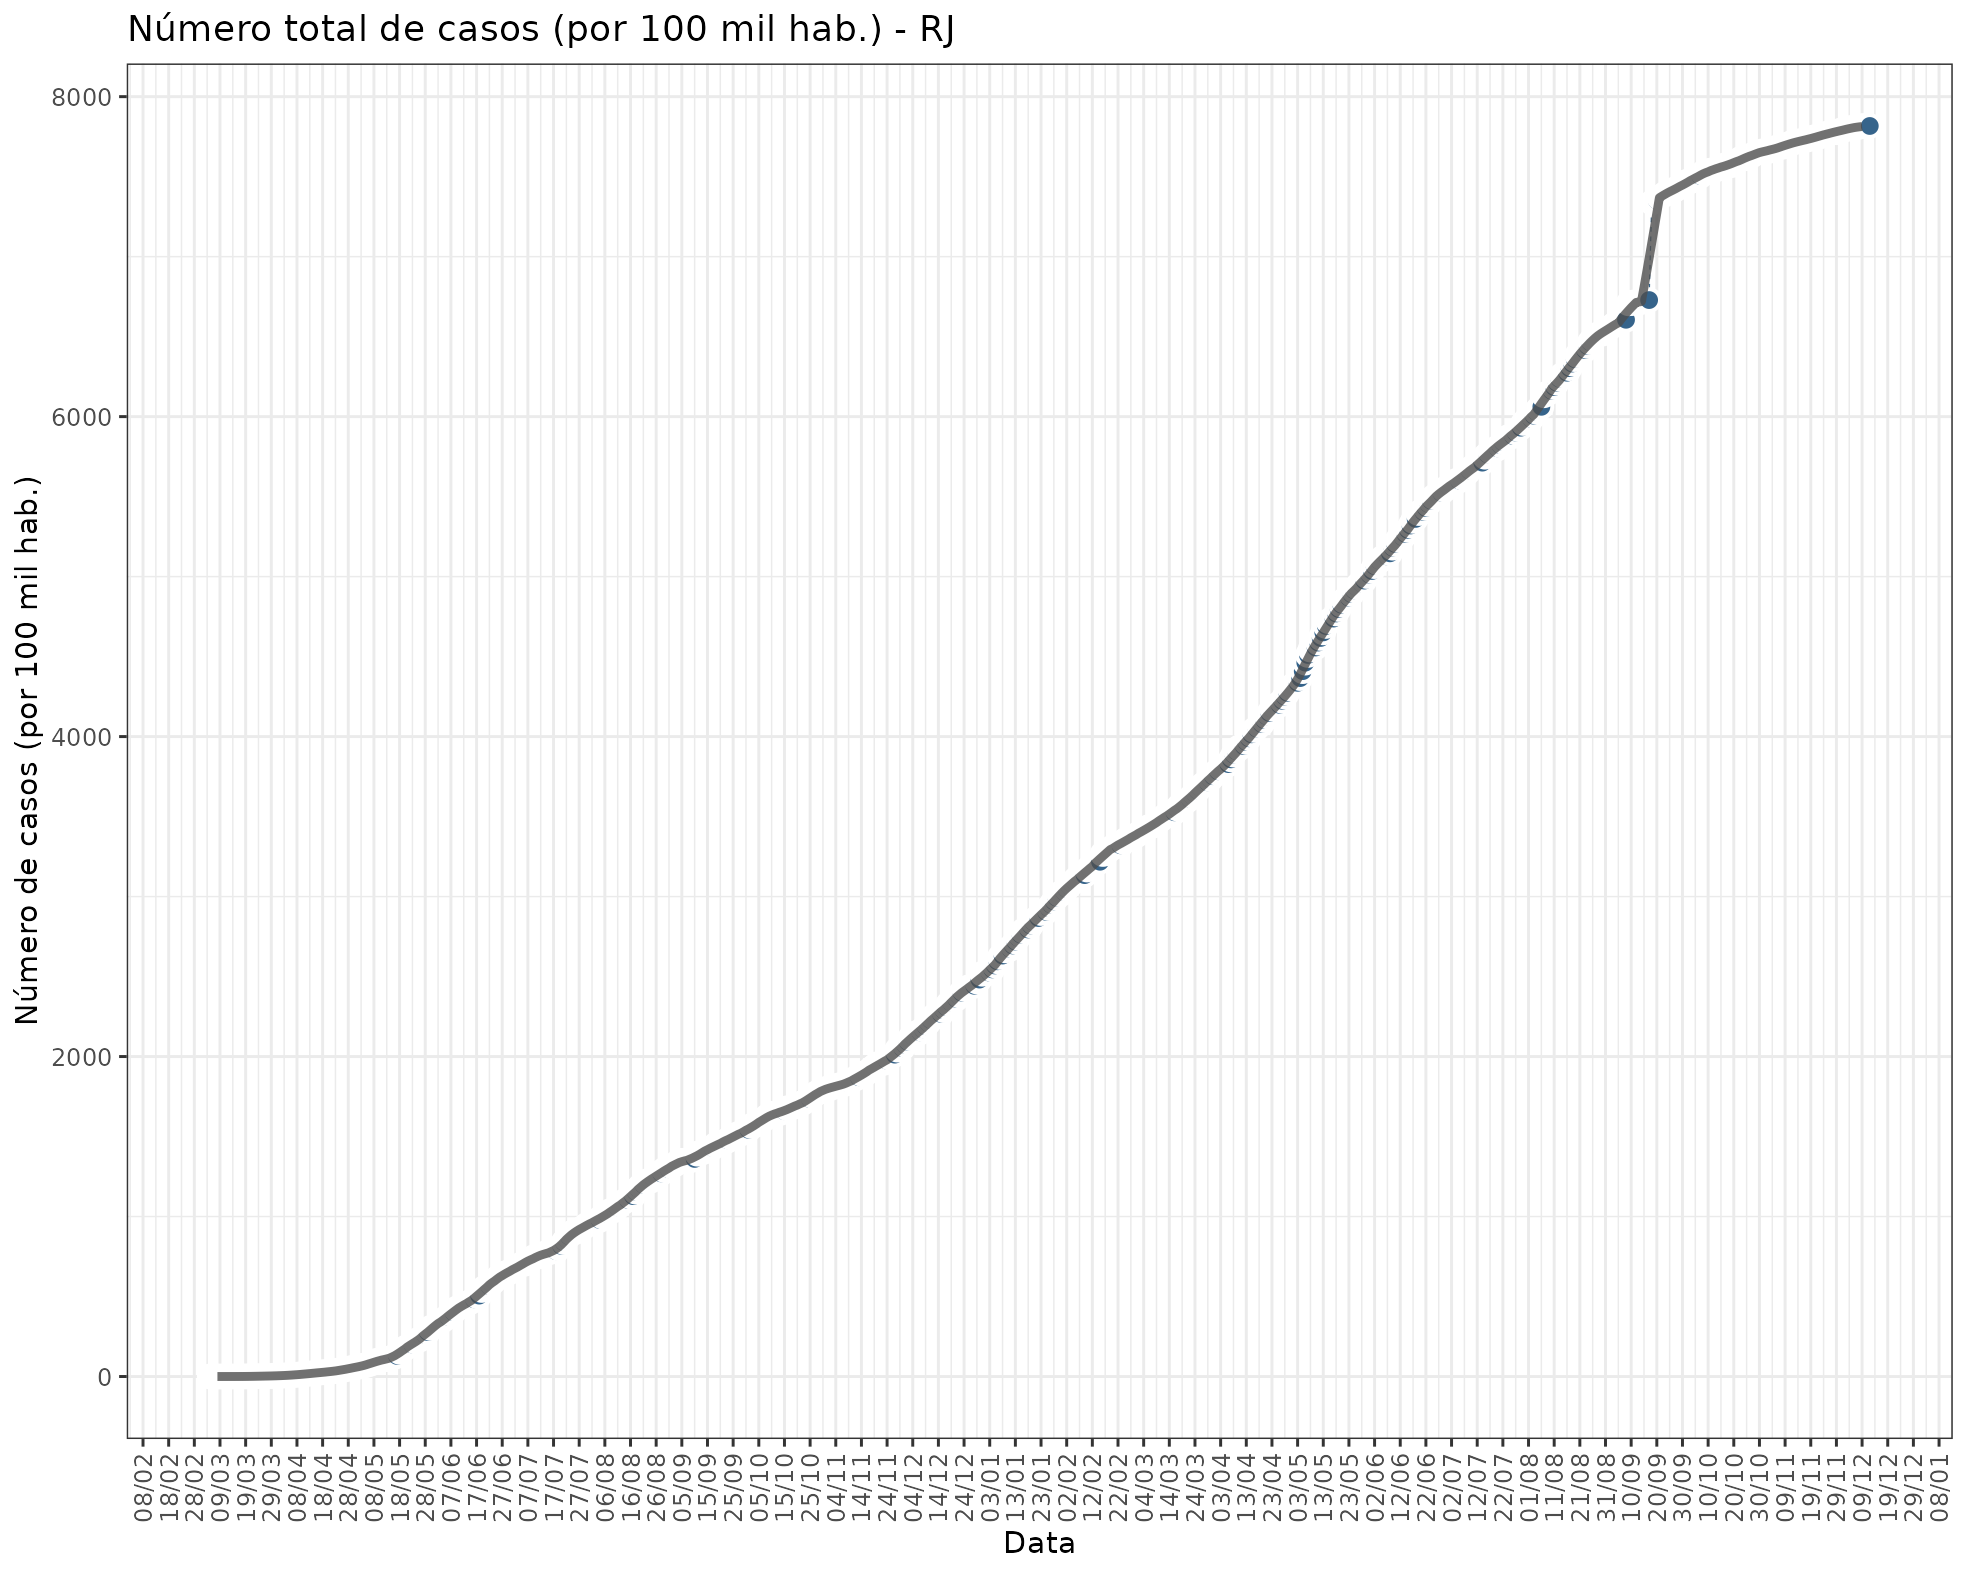 Número total de casos (por 100 mil hab.) - RJ
Número de casos (por 100 mil hab.)
8000
6000
4000
2000
0
08/02 18/02 28/02 09/03 19/03 29/03 08/04 18/04 28/04 08/05 18/05 28/05 07/06 17/06 27/06 07/07 17/07 27/07 06/08 16/08 26/08 05/09 15/09 25/09 05/10 15/10 25/10 04/11 14/11 24/11 04/12 14/12 24/12 03/01 13/01 23/01 02/02 12/02 22/02 04/03 14/03 24/03 03/04 13/04 23/04 03/05 13/05 23/05 02/06 12/06 22/06 02/07 12/07 22/07 01/08 11/08 21/08 31/08 10/09 20/09 30/09 10/10 20/10 30/10 09/11 19/11 29/11 09/12 19/12 29/12 08/01
Data